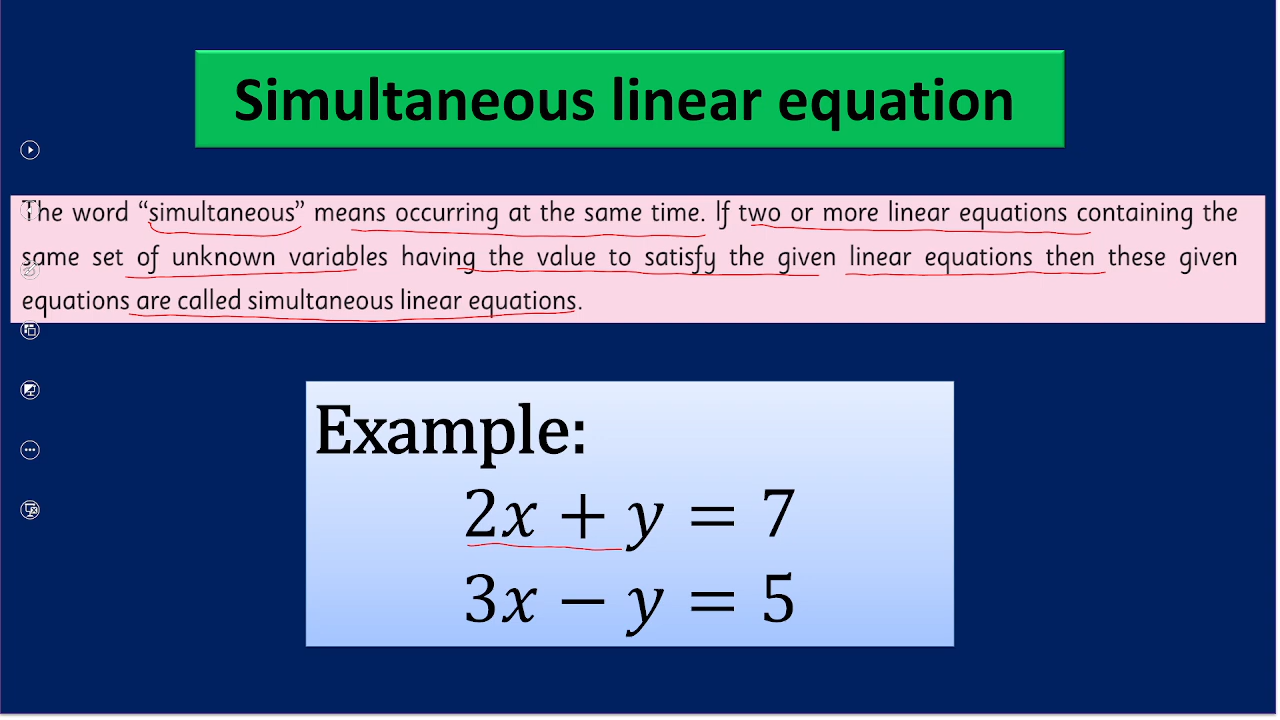 Simultaneous linear equation
The word “simultaneous” means occurring at the same time. If two or more linear equations containing the
same set of unknown variables having the value to satisfy the given linear equations then these given
equations are called simultaneous linear equations.
Example:
2x + y = 7
3x − y = 5